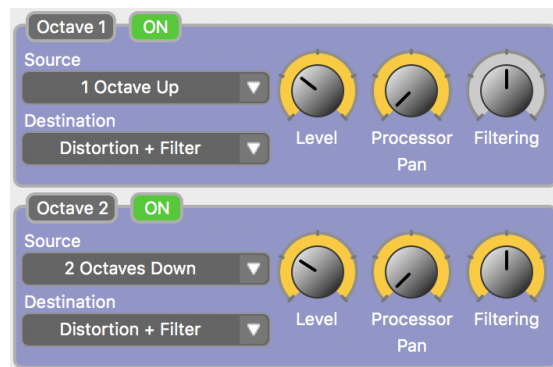 Octave 1 ON
Source
1 Octave Up
Destination
Distortion + Filter
Level Processor Filtering
Pan
Octave 2 ON
Source
2 Octaves Down
Destination
Distortion + Filter
Level Processor Filtering
Pan